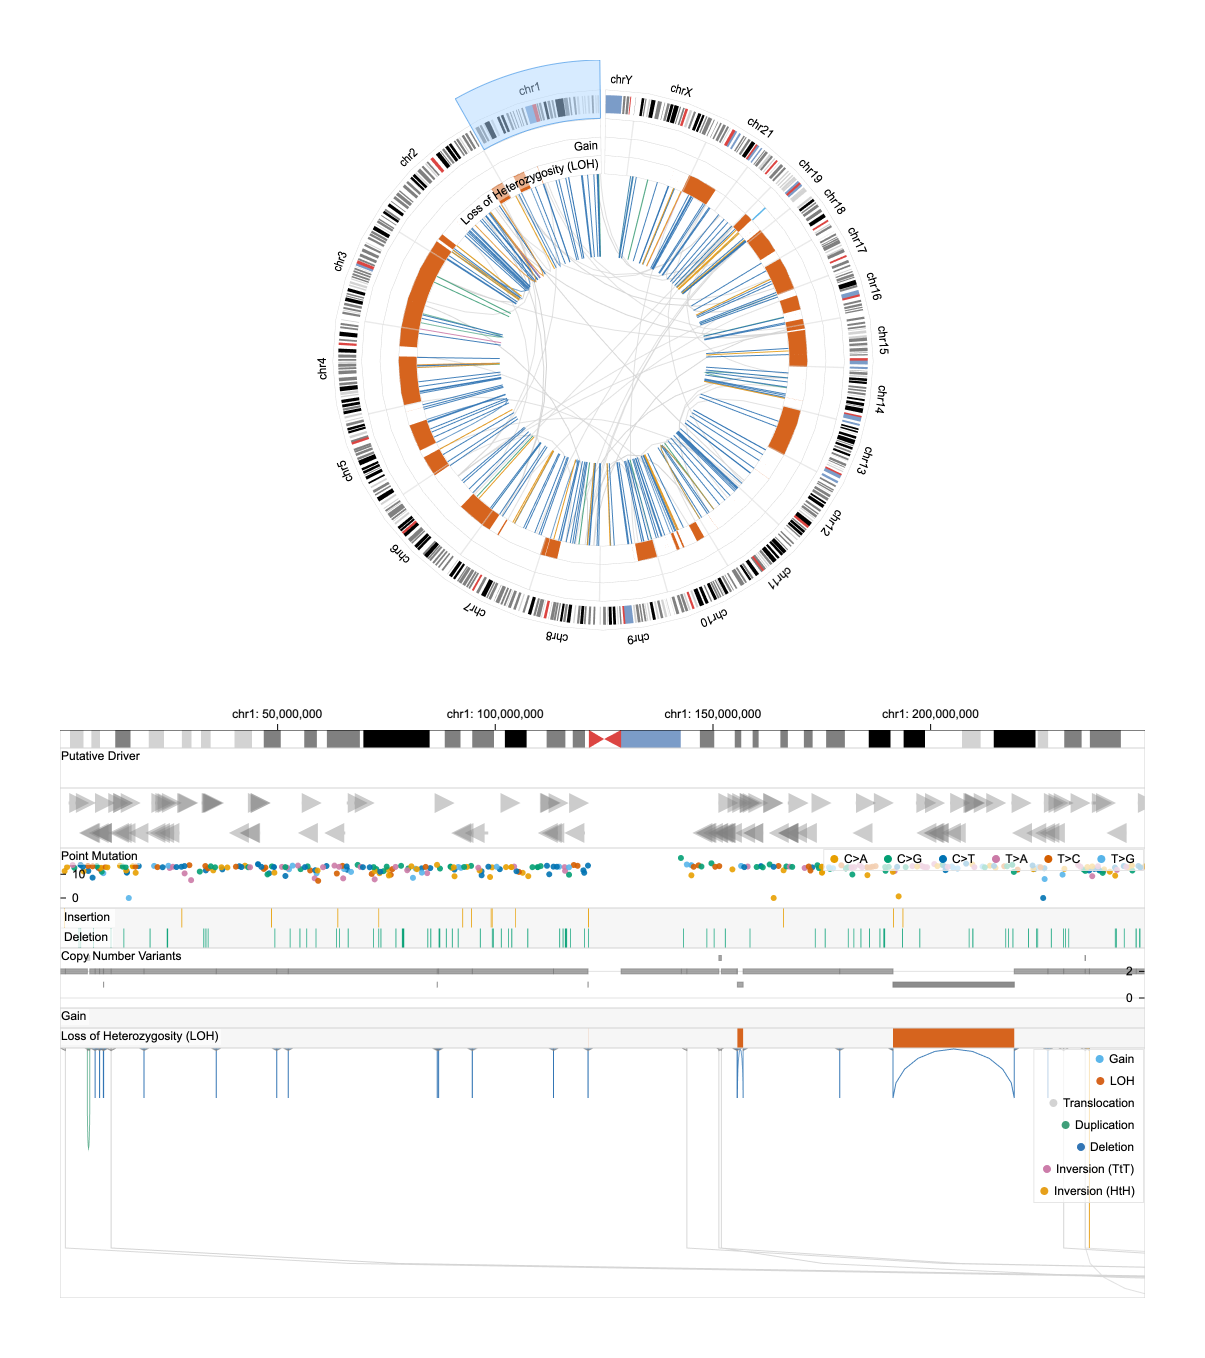 chr1
chrY
chrX
chr21
chr19
chr18
chr17
chr16
chr15
chr14
chr13
chr12
chr11
chr10
chr9
chr8
chr7
chr6
chr5
chr4
chr3
chr2
Gain
Loss of Heterozygosity (LOH)
chr1: 50,000,000 chr1: 100,000,000 chr1: 150,000,000 chr1: 200,000,000
Putative Driver
Point Mutation
C>A C>G C>T T>A T>C T>G
10
0
Insertion
Deletion
Copy Number Variants
2
0
Gain
Loss of Heterozygosity (LOH)
Gain
LOH
Translocation
Duplication
Deletion
Inversion (TtT)
Inversion (HtH)